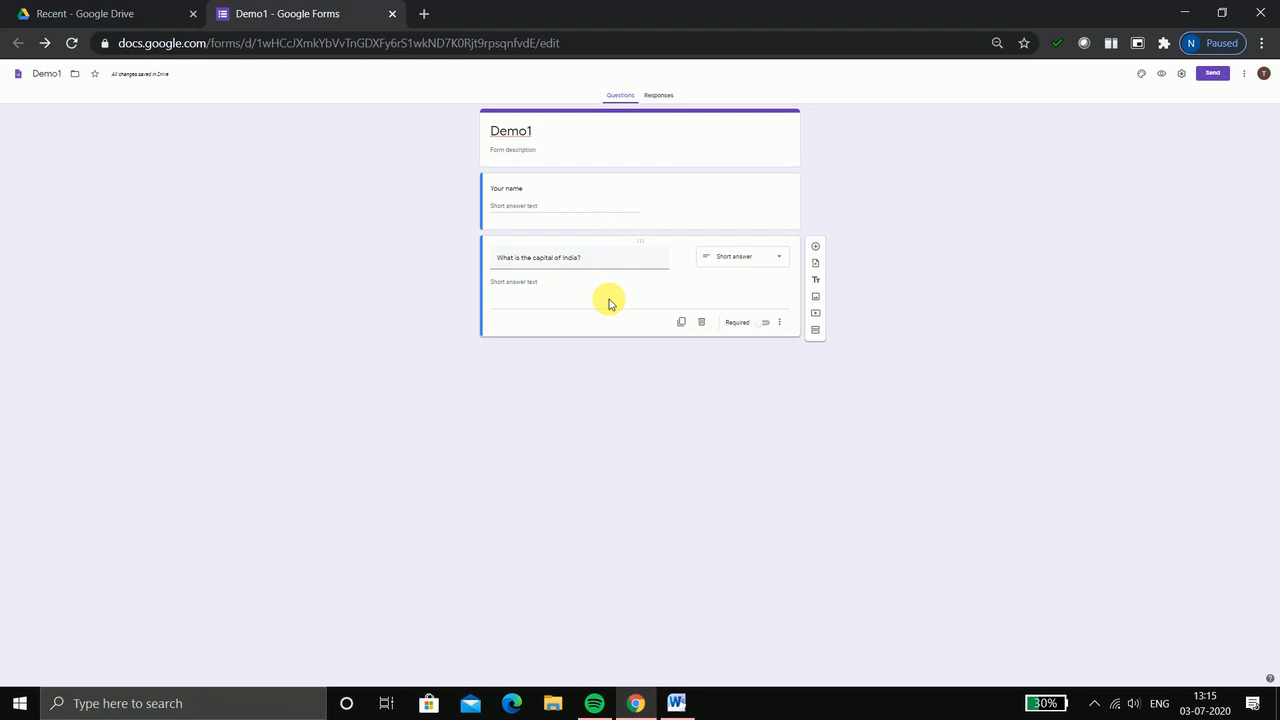 Recent - Google Drive
Demo1 - Google Forms
docs.google.com/forms/d/1wHCcJXmkYbVvTnGDXFy6rS1wkND7K0Rjt9rpsqnfvdE/edit
N Paused
Demo1
All changes saved in Drive
Send
T
Questions
Responses
Demo1
Form description
Your name
Short answer text
What is the capital of India?
Short answer
Short answer text
Required
Tт
Type here to search
W
30%
ENG
13:15
03-07-2020